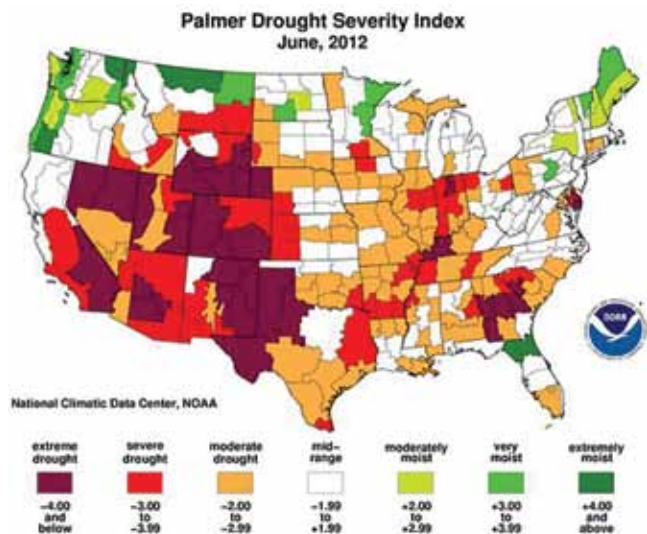 Palmer Drought Severity Index
June, 2012
NOAA
National Climatic Data Center, NOAA
extreme drought
severe drought
moderate drought
mid-range
moderately moist
very moist
extremely moist
-4.00 and below
-3.00 to -3.99
-2.00 to -2.99
-1.99 to +1.99
+2.00 to +2.99
+3.00 to +3.99
+4.00 and above